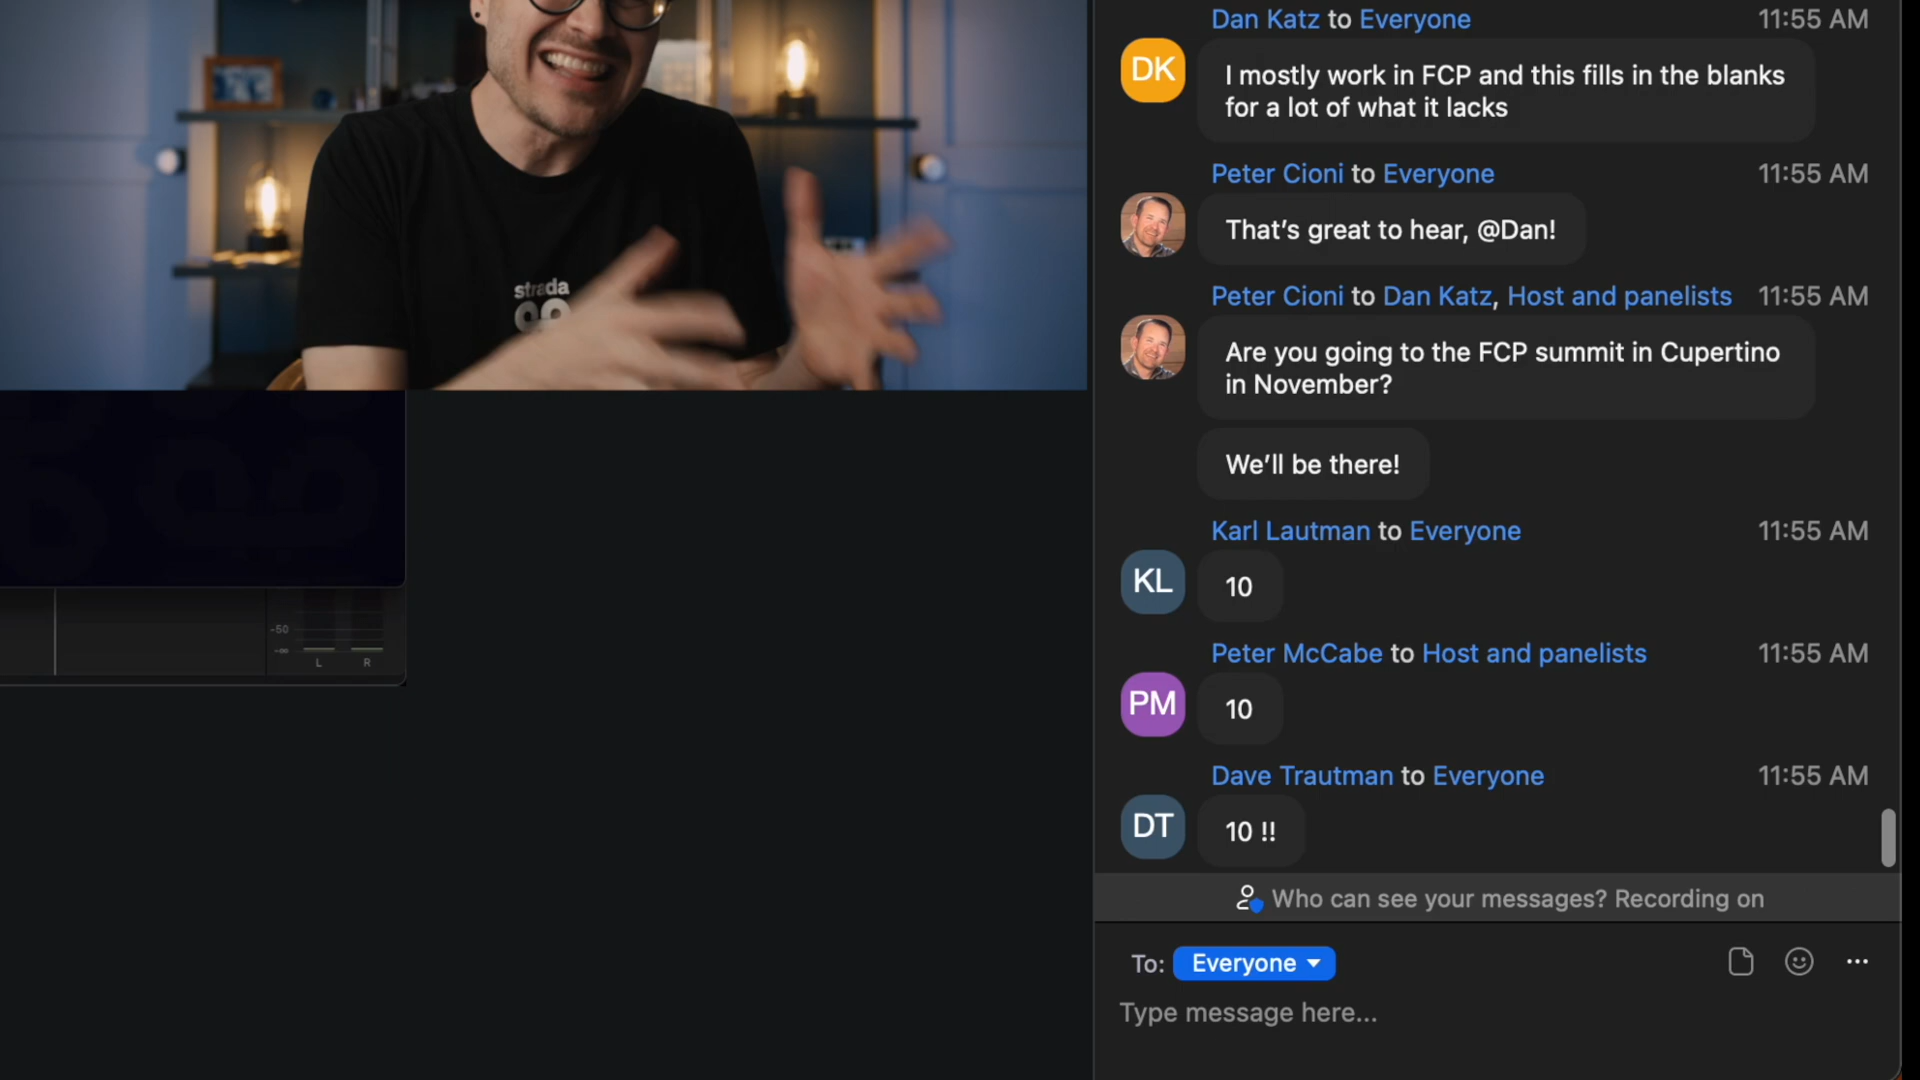 strada
-50
-∞
L R
Dan Katz to Everyone 11:55 AM
DK
I mostly work in FCP and this fills in the blanks
for a lot of what it lacks
Peter Cioni to Everyone 11:55 AM
That's great to hear, @Dan!
Peter Cioni to Dan Katz, Host and panelists 11:55 AM
Are you going to the FCP summit in Cupertino
in November?
We'll be there!
Karl Lautman to Everyone 11:55 AM
KL
10
Peter McCabe to Host and panelists 11:55 AM
PM
10
Dave Trautman to Everyone 11:55 AM
DT
10 !!
Who can see your messages? Recording on
To: Everyone
Type message here...